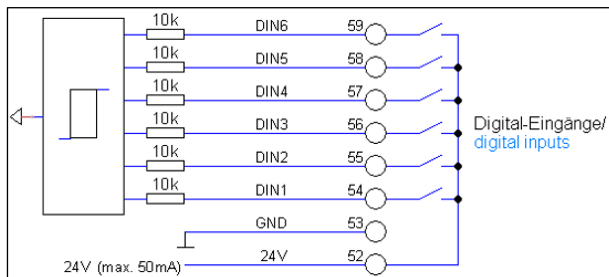 10k DIN6 59
10k DIN5 58
10k DIN4 57
10k DIN3 56
10k DIN2 55
10k DIN1 54
GND 53
24V (max. 50mA) 24V 52
Digital-Eingänge/
digital inputs